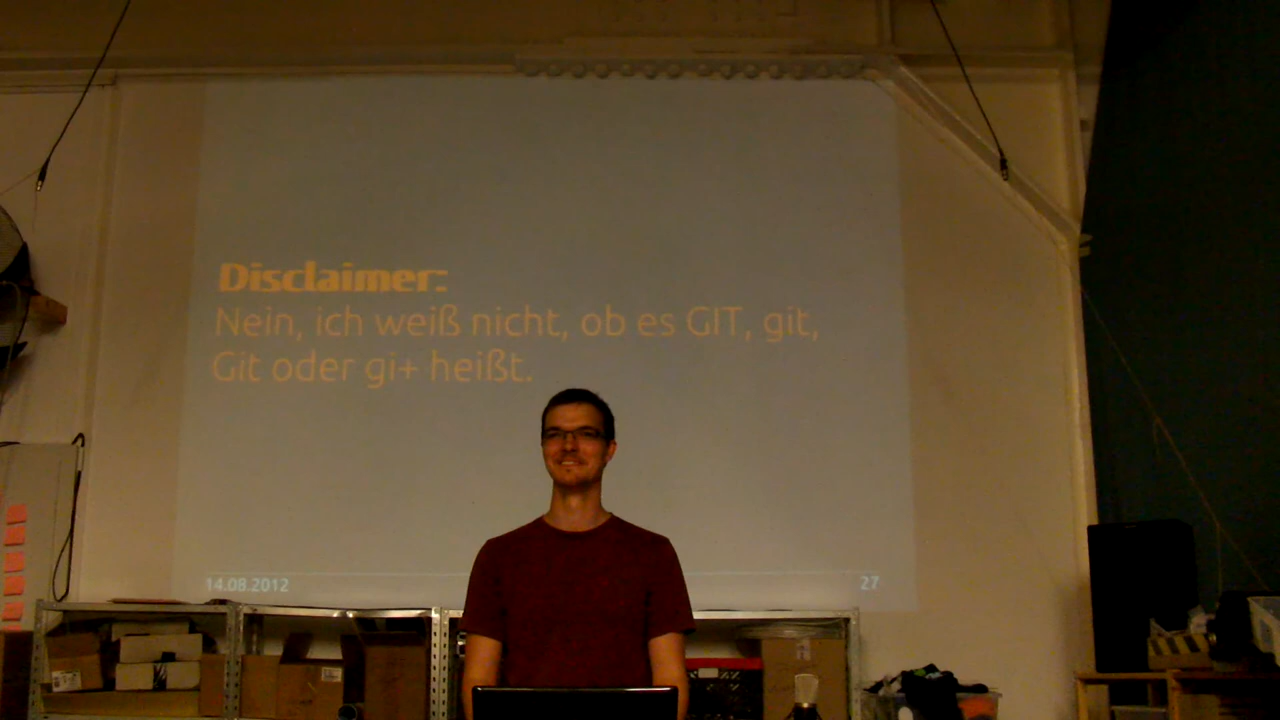 Disclaimer:
Nein, ich weiß nicht, ob es GIT, git,
Git oder gi+ heißt.
14.08.2012
27